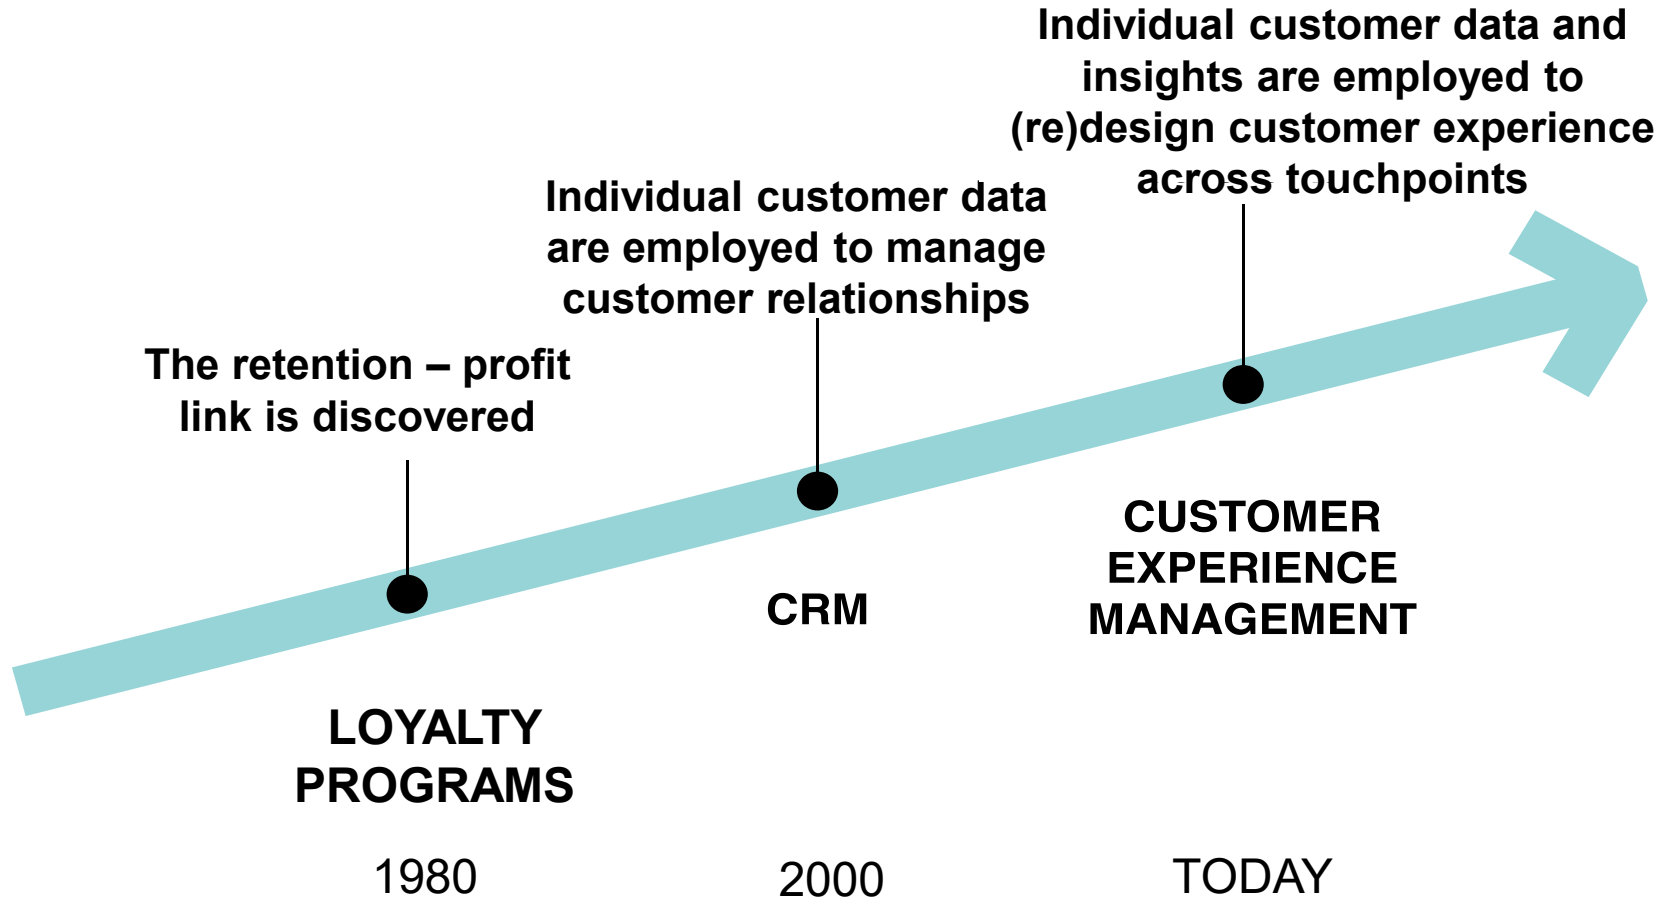 Individual customer data and
insights are employed to
(re)design customer experience
across touchpoints
Individual customer data
are employed to manage
customer relationships
The retention – profit
link is discovered
CUSTOMER
EXPERIENCE
MANAGEMENT
CRM
LOYALTY
PROGRAMS
1980
2000
TODAY